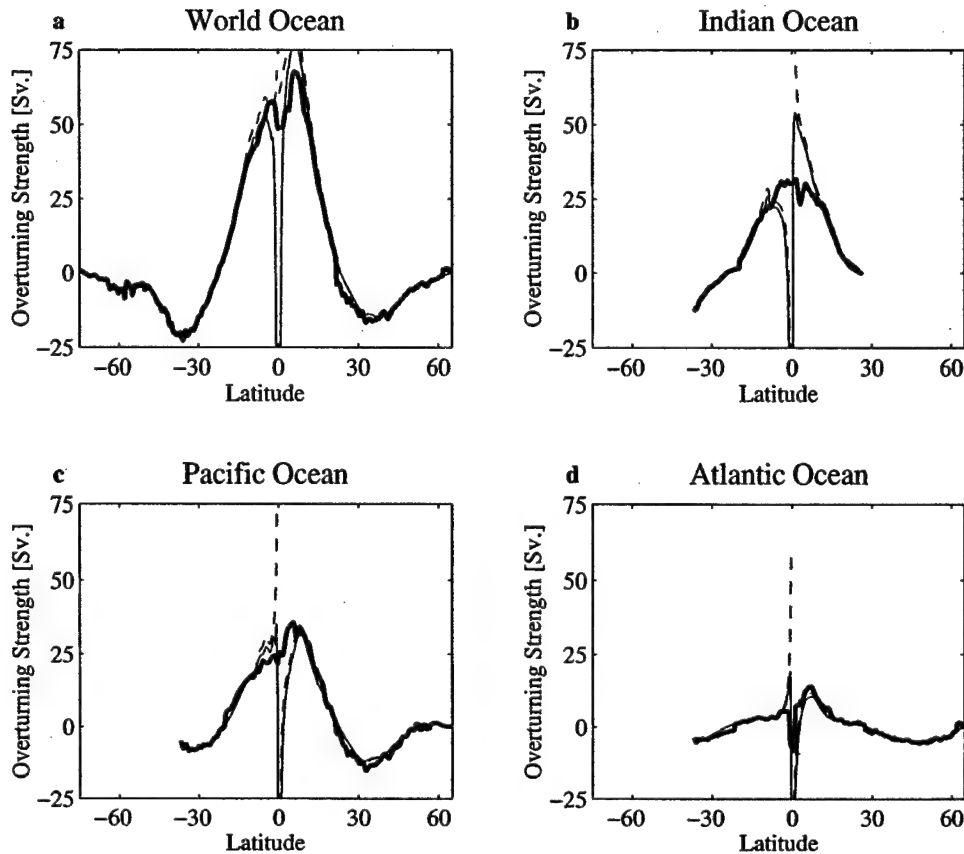 a World Ocean
Overturning Strength [Sv.]
75
50
25
0
−25
−60 −30 0 30 60
Latitude
b Indian Ocean
Overturning Strength [Sv.]
75
50
25
0
−25
−60 −30 0 30 60
Latitude
c Pacific Ocean
Overturning Strength [Sv.]
75
50
25
0
−25
−60 −30 0 30 60
Latitude
d Atlantic Ocean
Overturning Strength [Sv.]
75
50
25
0
−25
−60 −30 0 30 60
Latitude